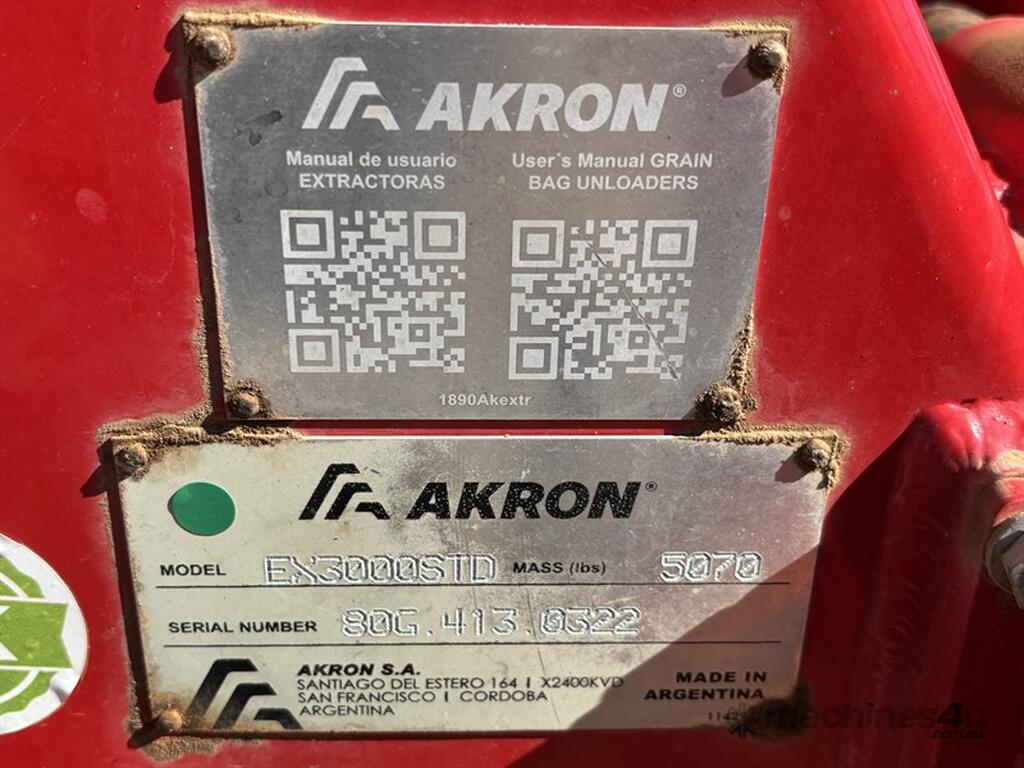 AKRON®
Manual de usuario
EXTRACTORAS
User´s Manual GRAIN
BAG UNLOADERS
1890Akextr
AKRON®
MODEL EX3000STD MASS (lbs) 5070
SERIAL NUMBER 80G.413.0322
AKRON S.A.
SANTIAGO DEL ESTERO 164 | X2400KVD
SAN FRANCISCO | CORDOBA
ARGENTINA
MADE IN
ARGENTINA
machines4u
.com.au